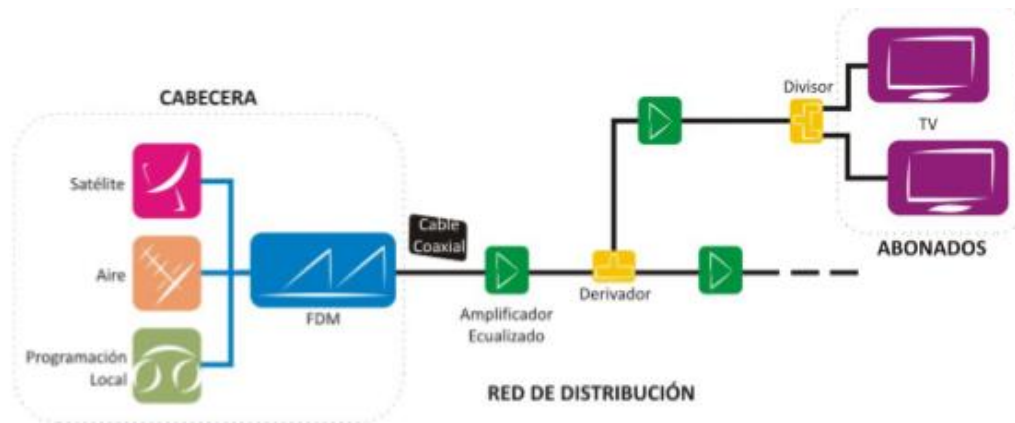 CABECERA
Satélite
Aire
Programación
Local
FDM
Cable
Coaxial
Amplificador
Ecualizado
Derivador
RED DE DISTRIBUCIÓN
Divisor
TV
ABONADOS